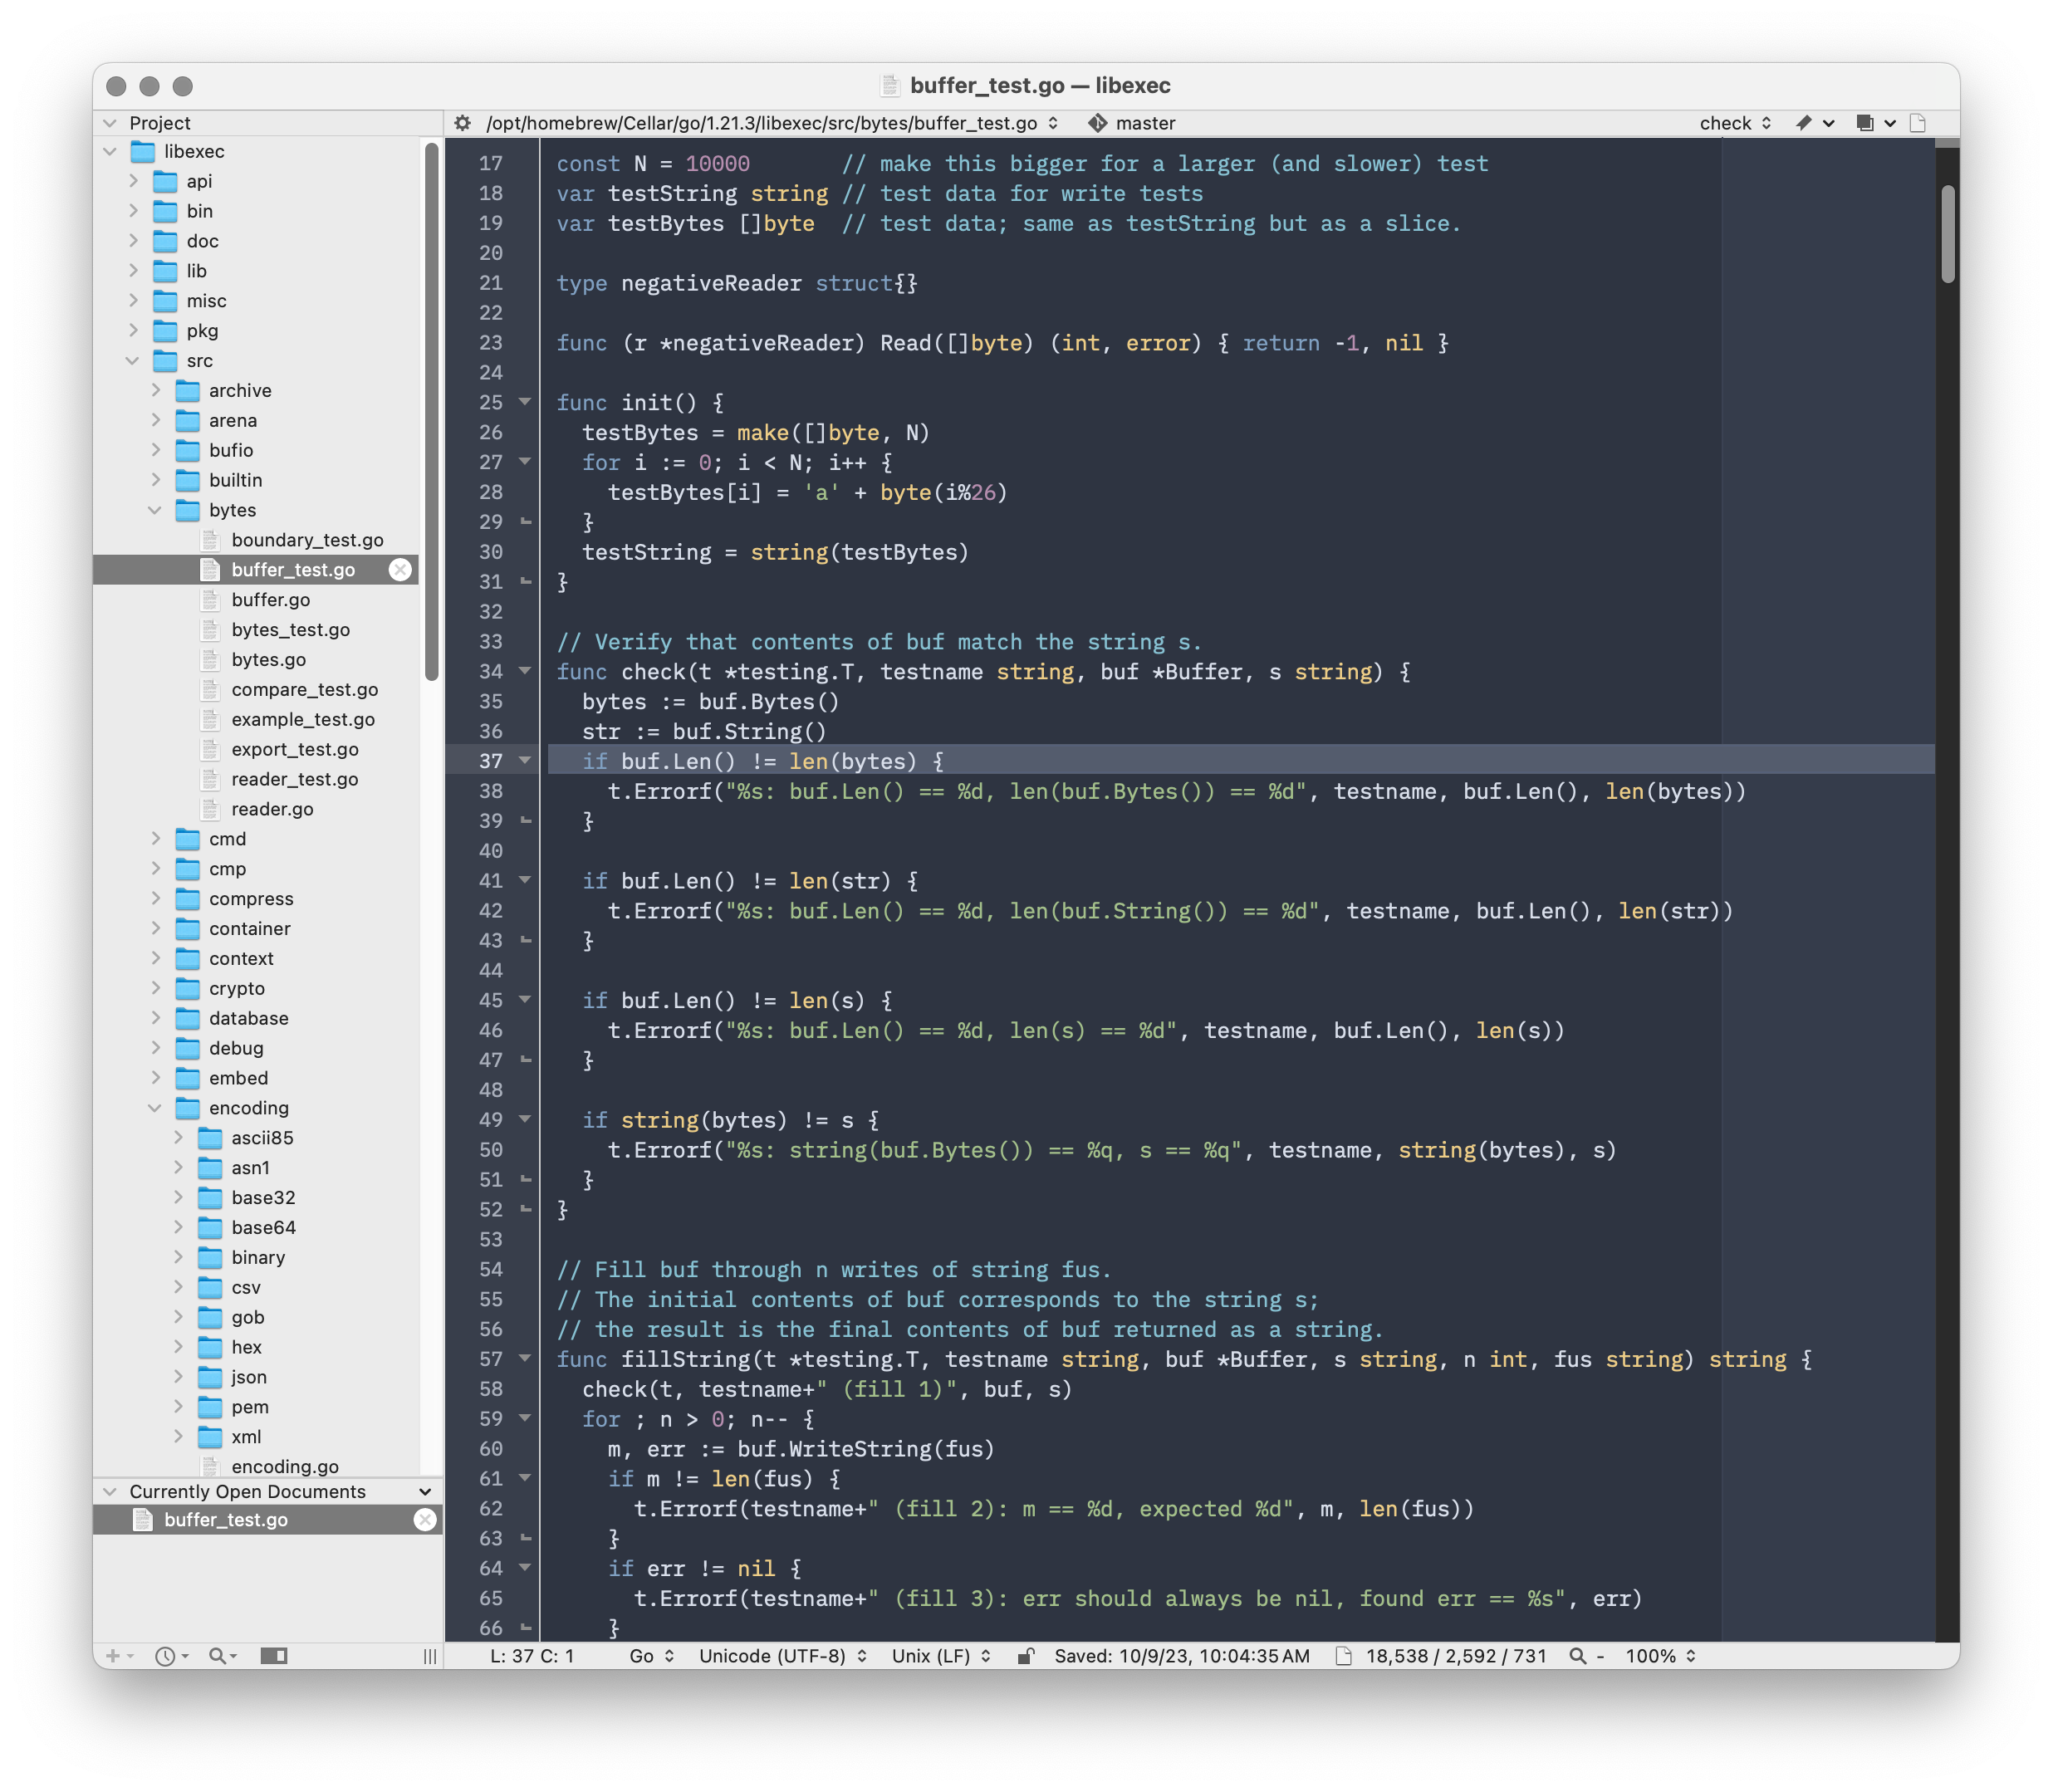 buffer_test.go — libexec
Project
/opt/homebrew/Cellar/go/1.21.3/libexec/src/bytes/buffer_test.go
master
check
libexec
api
bin
doc
lib
misc
pkg
src
archive
arena
bufio
builtin
bytes
boundary_test.go
buffer_test.go
buffer.go
bytes_test.go
bytes.go
compare_test.go
example_test.go
export_test.go
reader_test.go
reader.go
cmd
cmp
compress
container
context
crypto
database
debug
embed
encoding
ascii85
asn1
base32
base64
binary
csv
gob
hex
json
pem
xml
encoding.go
Currently Open Documents
buffer_test.go
17 const N = 10000       // make this bigger for a larger (and slower) test
18 var testString string // test data for write tests
19 var testBytes []byte  // test data; same as testString but as a slice.
20
21 type negativeReader struct{}
22
23 func (r *negativeReader) Read([]byte) (int, error) { return -1, nil }
24
25 func init() {
26   testBytes = make([]byte, N)
27   for i := 0; i < N; i++ {
28     testBytes[i] = 'a' + byte(i%26)
29   }
30   testString = string(testBytes)
31 }
32
33 // Verify that contents of buf match the string s.
34 func check(t *testing.T, testname string, buf *Buffer, s string) {
35   bytes := buf.Bytes()
36   str := buf.String()
37   if buf.Len() != len(bytes) {
38     t.Errorf("%s: buf.Len() == %d, len(buf.Bytes()) == %d", testname, buf.Len(), len(bytes))
39   }
40
41   if buf.Len() != len(str) {
42     t.Errorf("%s: buf.Len() == %d, len(buf.String()) == %d", testname, buf.Len(), len(str))
43   }
44
45   if buf.Len() != len(s) {
46     t.Errorf("%s: buf.Len() == %d, len(s) == %d", testname, buf.Len(), len(s))
47   }
48
49   if string(bytes) != s {
50     t.Errorf("%s: string(buf.Bytes()) == %q, s == %q", testname, string(bytes), s)
51   }
52 }
53
54 // Fill buf through n writes of string fus.
55 // The initial contents of buf corresponds to the string s;
56 // the result is the final contents of buf returned as a string.
57 func fillString(t *testing.T, testname string, buf *Buffer, s string, n int, fus string) string {
58   check(t, testname+" (fill 1)", buf, s)
59   for ; n > 0; n-- {
60     m, err := buf.WriteString(fus)
61     if m != len(fus) {
62       t.Errorf(testname+" (fill 2): m == %d, expected %d", m, len(fus))
63     }
64     if err != nil {
65       t.Errorf(testname+" (fill 3): err should always be nil, found err == %s", err)
66     }
L: 37 C: 1
Go
Unicode (UTF-8)
Unix (LF)
Saved: 10/9/23, 10:04:35 AM
18,538 / 2,592 / 731
-
100%